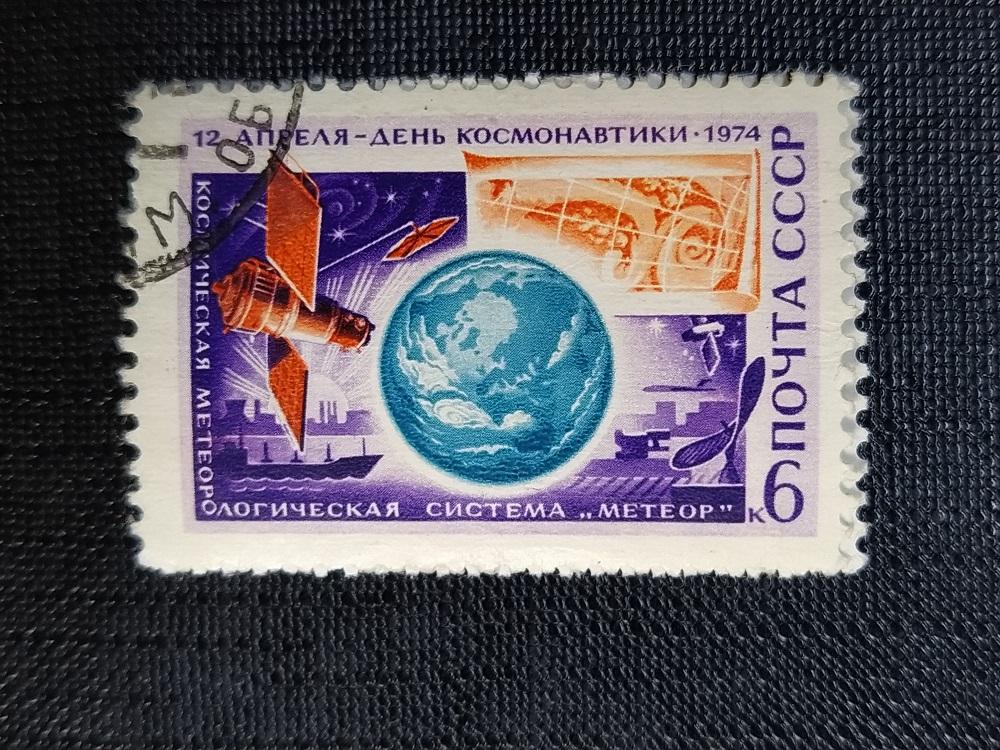 12 АПРЕЛЯ – ДЕНЬ КОСМОНАВТИКИ · 1974
КОСМИЧЕСКАЯ МЕТЕОРОЛОГИЧЕСКАЯ СИСТЕМА „МЕТЕОР"
ПОЧТА СССР
6 к